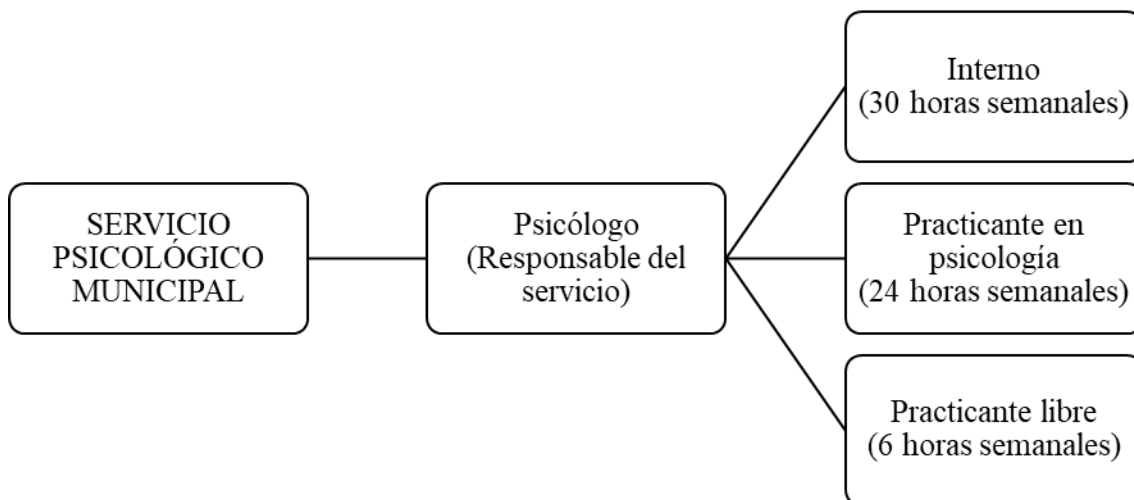 SERVICIO
PSICOLÓGICO
MUNICIPAL
Psicólogo
(Responsable del
servicio)
Interno
(30 horas semanales)
Practicante en
psicología
(24 horas semanales)
Practicante libre
(6 horas semanales)